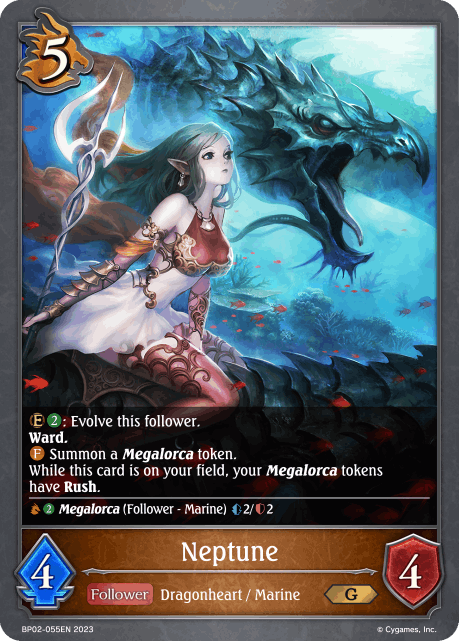 5
E 2: Evolve this follower.
Ward.
F Summon a Megalorca token.
While this card is on your field, your Megalorca tokens
have Rush.
2 Megalorca (Follower - Marine) 2/2
Neptune
4
Follower Dragonheart / Marine G
4
BP02-055EN 2023
© Cygames, Inc.